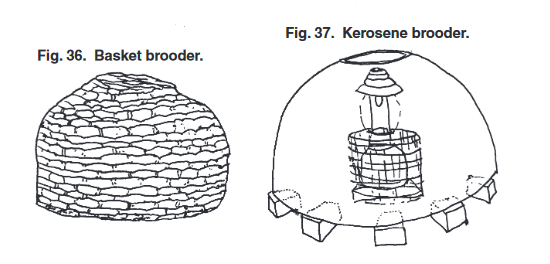 Fig. 36. Basket brooder.
Fig. 37. Kerosene brooder.